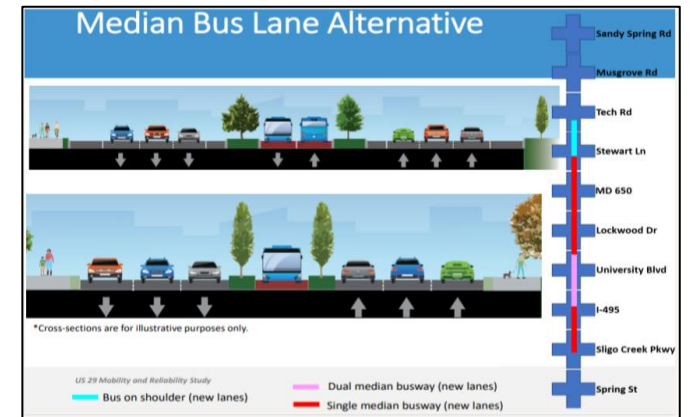 Median Bus Lane Alternative
Sandy Spring Rd
Musgrove Rd
Tech Rd
Stewart Ln
MD 650
Lockwood Dr
University Blvd
I-495
Sligo Creek Pkwy
Spring St
*Cross-sections are for illustrative purposes only.
US 29 Mobility and Reliability Study
Bus on shoulder (new lanes)
Dual median busway (new lanes)
Single median busway (new lanes)